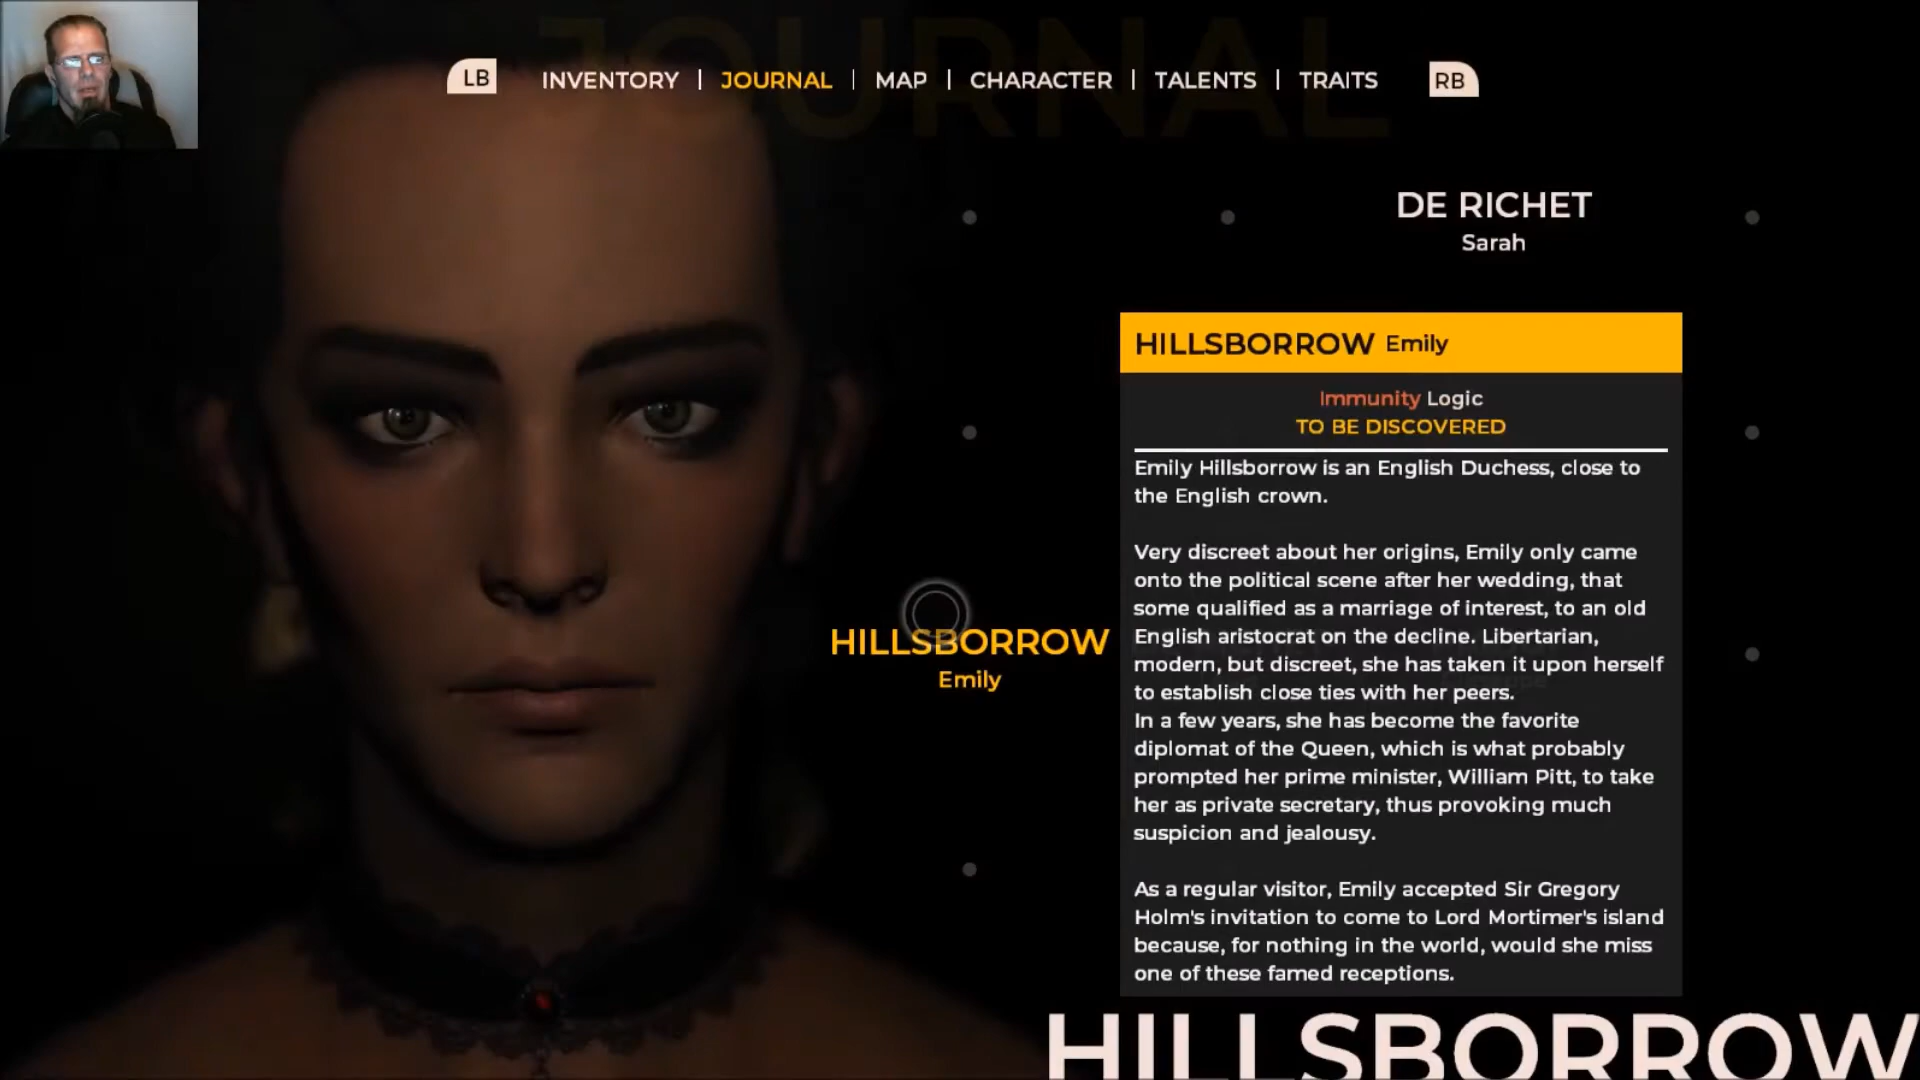 JOURNAL
LB INVENTORY | JOURNAL | MAP | CHARACTER | TALENTS | TRAITS RB
DE RICHET
Sarah
HILLSBORROW
Emily
HILLSBORROW Emily
Immunity Logic
TO BE DISCOVERED
Emily Hillsborrow is an English Duchess, close to
the English crown.
Very discreet about her origins, Emily only came
onto the political scene after her wedding, that
some qualified as a marriage of interest, to an old
English aristocrat on the decline. Libertarian,
modern, but discreet, she has taken it upon herself
to establish close ties with her peers.
In a few years, she has become the favorite
diplomat of the Queen, which is what probably
prompted her prime minister, William Pitt, to take
her as private secretary, thus provoking much
suspicion and jealousy.
As a regular visitor, Emily accepted Sir Gregory
Holm's invitation to come to Lord Mortimer's island
because, for nothing in the world, would she miss
one of these famed receptions.
HILLSBORROW